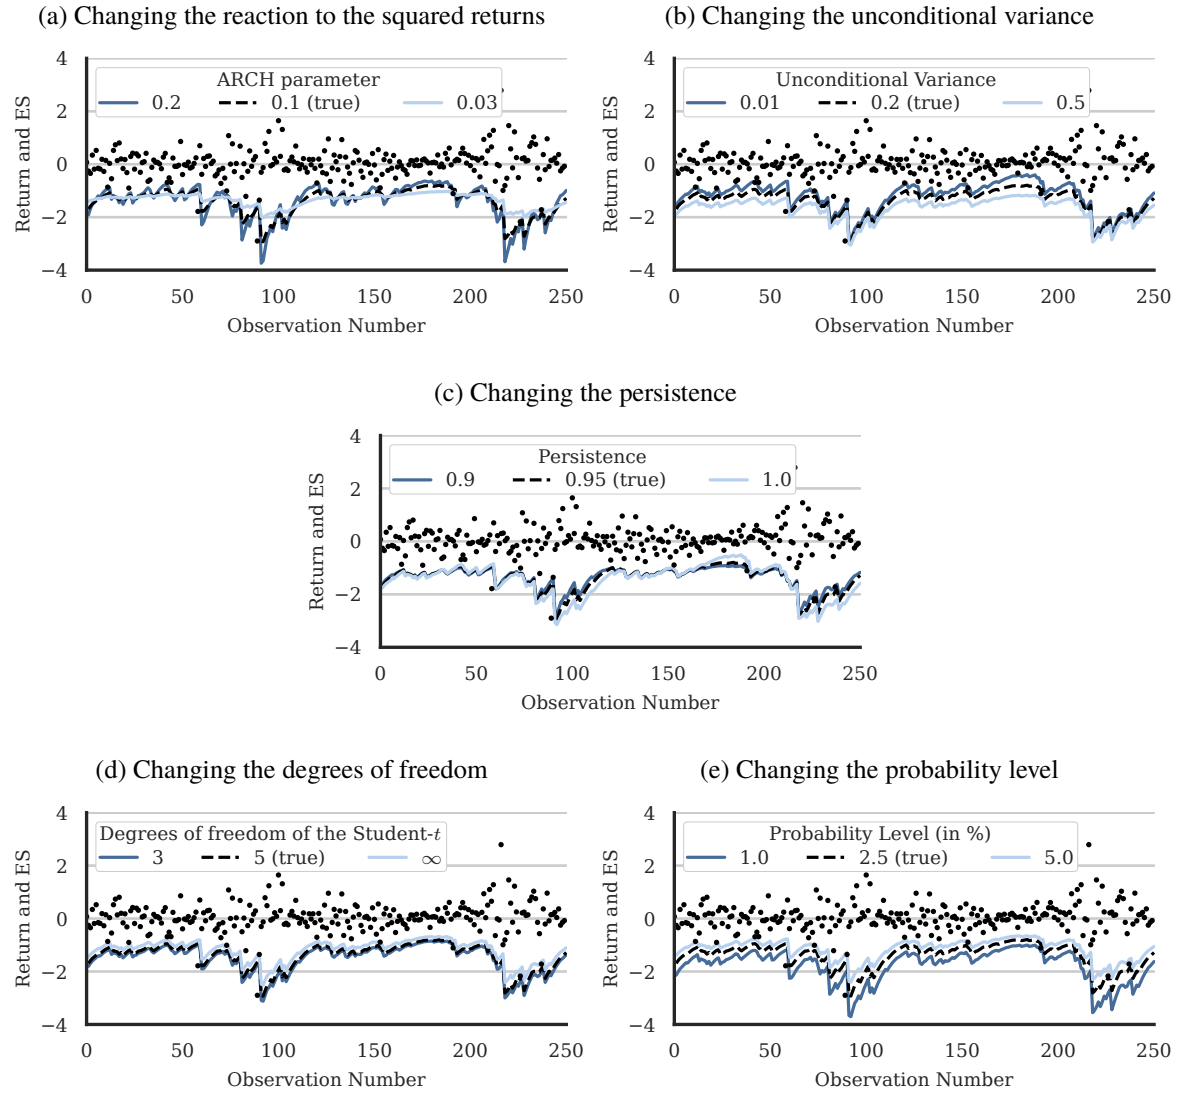 (a) Changing the reaction to the squared returns
ARCH parameter
0.2 0.1 (true) 0.03
Return and ES
4
2
0
−2
−4
0 50 100 150 200 250
Observation Number
(b) Changing the unconditional variance
Unconditional Variance
0.01 0.2 (true) 0.5
Return and ES
4
2
0
−2
−4
0 50 100 150 200 250
Observation Number
(c) Changing the persistence
Persistence
0.9 0.95 (true) 1.0
Return and ES
4
2
0
−2
−4
0 50 100 150 200 250
Observation Number
(d) Changing the degrees of freedom
Degrees of freedom of the Student-t
3 5 (true) ∞
Return and ES
4
2
0
−2
−4
0 50 100 150 200 250
Observation Number
(e) Changing the probability level
Probability Level (in %)
1.0 2.5 (true) 5.0
Return and ES
4
2
0
−2
−4
0 50 100 150 200 250
Observation Number